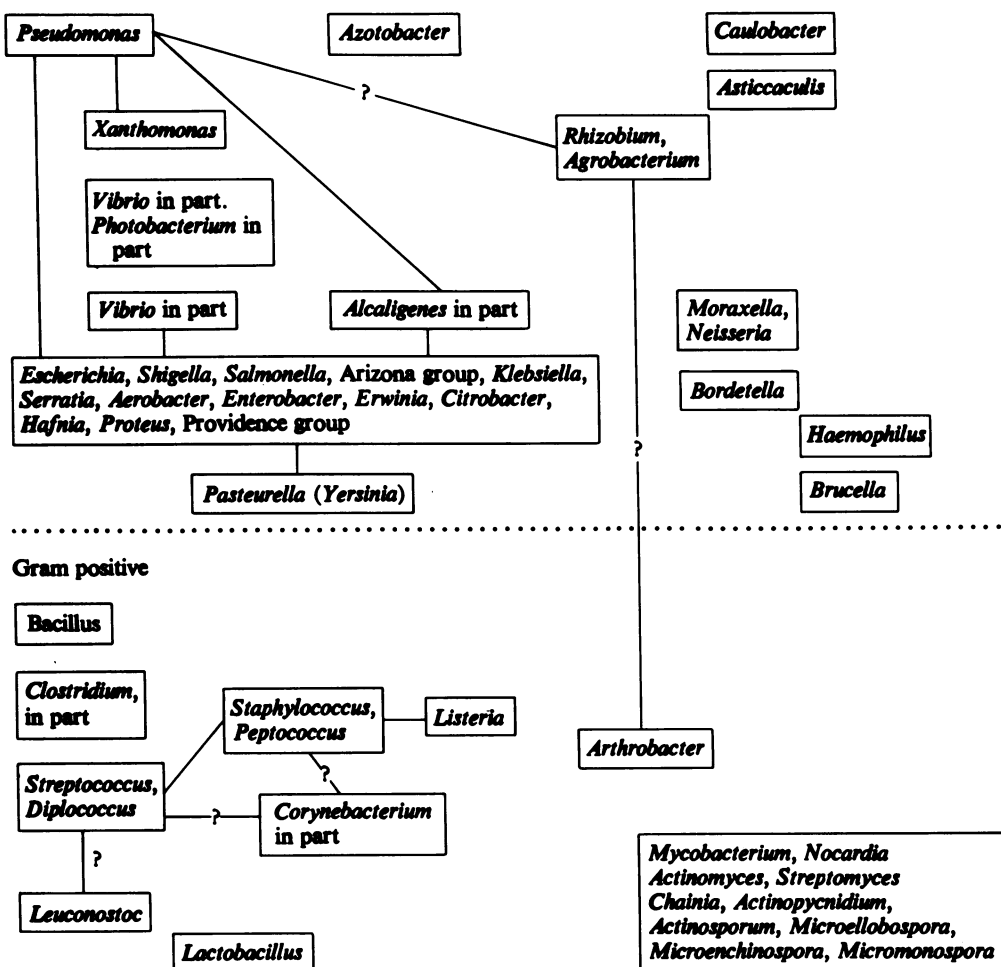 Pseudomonas
Azotobacter
Caulobacter
?
Asticcaculis
Xanthomonas
Rhizobium,
Agrobacterium
Vibrio in part.
Photobacterium in
part
Vibrio in part
Alcaligenes in part
Moraxella,
Neisseria
Escherichia, Shigella, Salmonella, Arizona group, Klebsiella,
Serratia, Aerobacter, Enterobacter, Erwinia, Citrobacter,
Hafnia, Proteus, Providence group
Bordetella
Haemophilus
?
Pasteurella (Yersinia)
Brucella
Gram positive
Bacillus
Clostridium,
in part
Staphylococcus,
Peptococcus
Listeria
Arthrobacter
?
Streptococcus,
Diplococcus
?
Corynebacterium
in part
?
Leuconostoc
Lactobacillus
Mycobacterium, Nocardia
Actinomyces, Streptomyces
Chainia, Actinopycnidium,
Actinosporum, Microellobospora,
Microenchinospora, Micromonospora